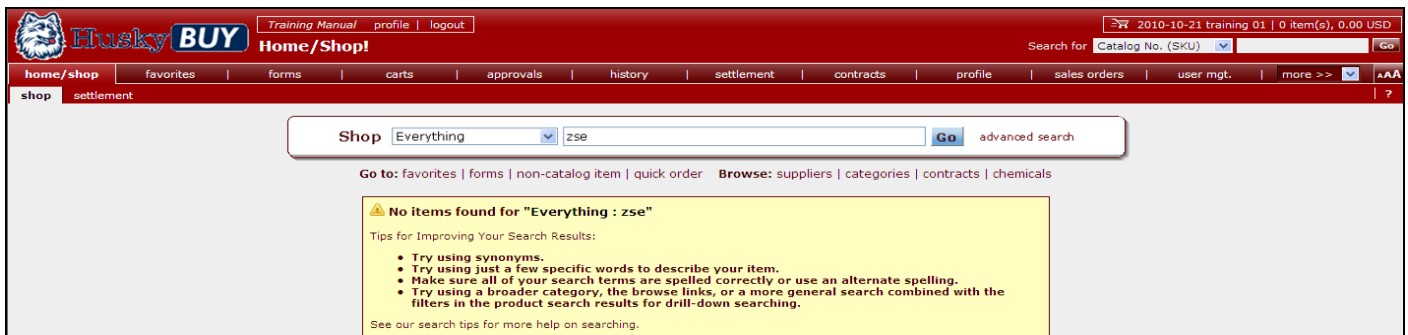 Husky BUY
Training Manual profile | logout
Home/Shop!
2010-10-21 training 01 | 0 item(s), 0.00 USD
Search for Catalog No. (SKU) Go
home/shop favorites | forms | carts | approvals | history | settlement | contracts | profile | sales orders | user mgt. | more >> AAA
shop settlement | ?
Shop Everything zse Go advanced search
Go to: favorites | forms | non-catalog item | quick order Browse: suppliers | categories | contracts | chemicals
No items found for "Everything : zse"
Tips for Improving Your Search Results:
• Try using synonyms.
• Try using just a few specific words to describe your item.
• Make sure all of your search terms are spelled correctly or use an alternate spelling.
• Try using a broader category, the browse links, or a more general search combined with the
filters in the product search results for drill-down searching.
See our search tips for more help on searching.